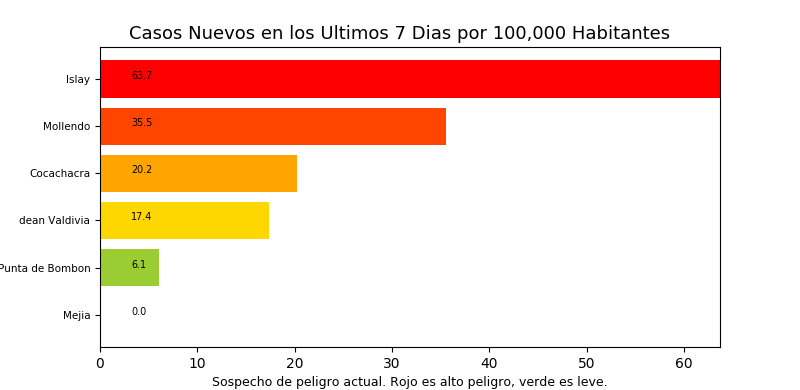 Casos Nuevos en los Ultimos 7 Dias por 100,000 Habitantes
Islay 63.7
Mollendo 35.5
Cocachacra 20.2
dean Valdivia 17.4
Punta de Bombon 6.1
Mejia 0.0
0 10 20 30 40 50 60
Sospecho de peligro actual. Rojo es alto peligro, verde es leve.